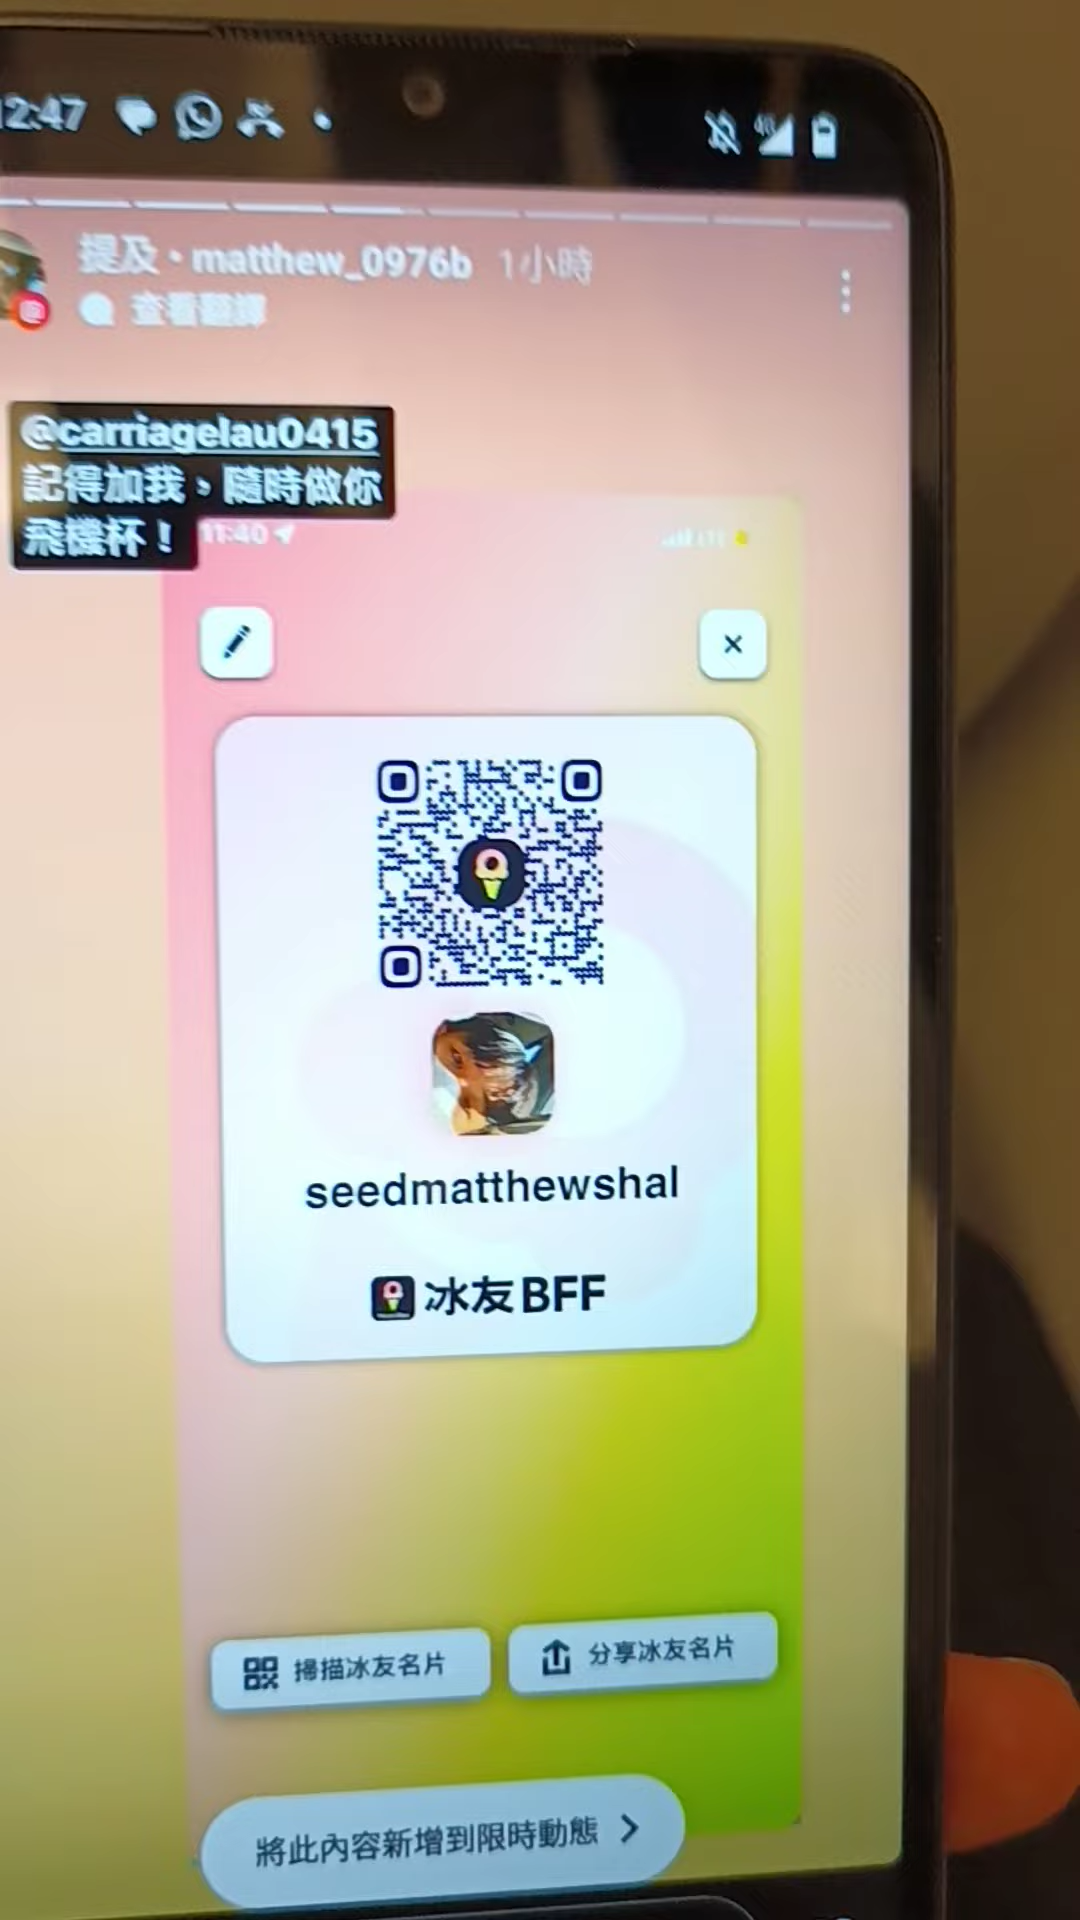 12:47
提及・matthew_0976b 1小時
查看翻譯
@carriagelau0415
記得加我，隨時做你
飛機杯！
11:40
seedmatthewshal
冰友BFF
掃描冰友名片
分享冰友名片
將此內容新增到限時動態